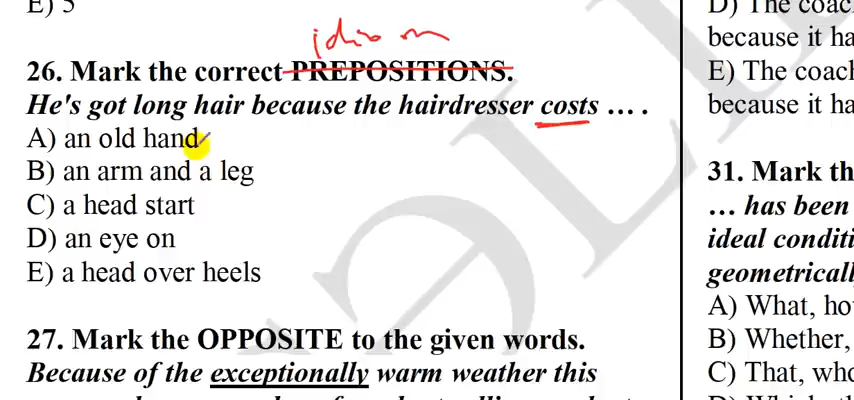 E) 5
idiom
26. Mark the correct PREPOSITIONS.
He's got long hair because the hairdresser costs … .
A) an old hand
B) an arm and a leg
C) a head start
D) an eye on
E) a head over heels
27. Mark the OPPOSITE to the given words.
Because of the exceptionally warm weather this
D) The coac
because it ha
E) The coach
because it ha
31. Mark th
… has been
ideal conditi
geometricall
A) What, ho
B) Whether,
C) That, who